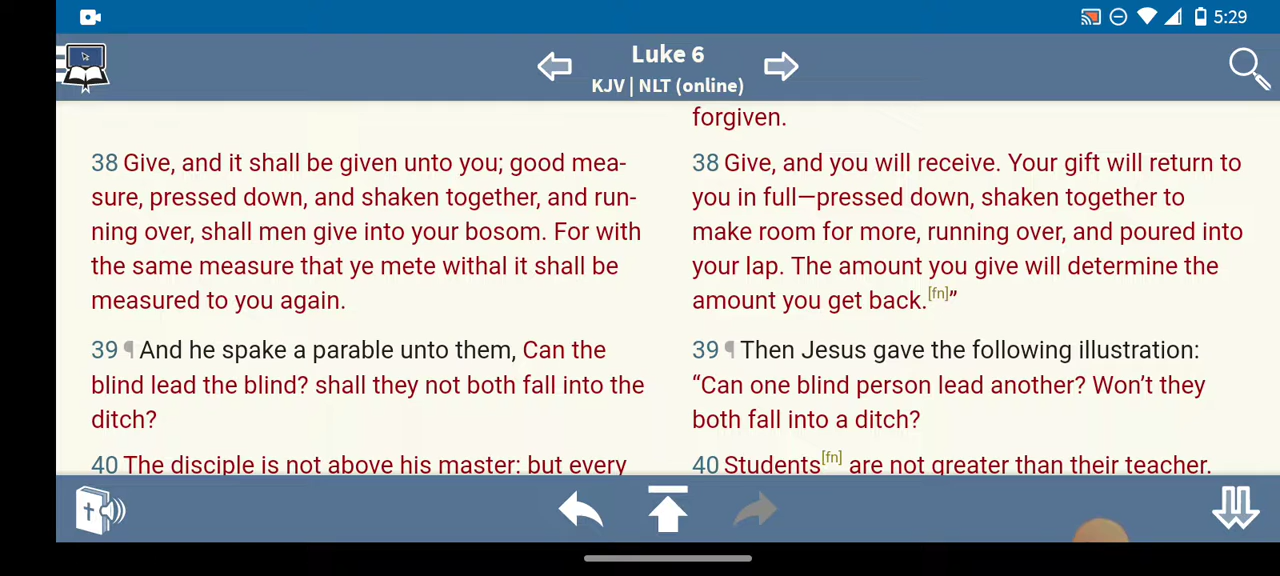 5:29
Luke 6
KJV | NLT (online)
38 Give, and it shall be given unto you; good mea-
sure, pressed down, and shaken together, and run-
ning over, shall men give into your bosom. For with
the same measure that ye mete withal it shall be
measured to you again.
39 ¶ And he spake a parable unto them, Can the
blind lead the blind? shall they not both fall into the
ditch?
40 The disciple is not above his master: but every
forgiven.
38 Give, and you will receive. Your gift will return to
you in full—pressed down, shaken together to
make room for more, running over, and poured into
your lap. The amount you give will determine the
amount you get back.[fn]”
39 ¶ Then Jesus gave the following illustration:
“Can one blind person lead another? Won’t they
both fall into a ditch?
40 Students[fn] are not greater than their teacher.